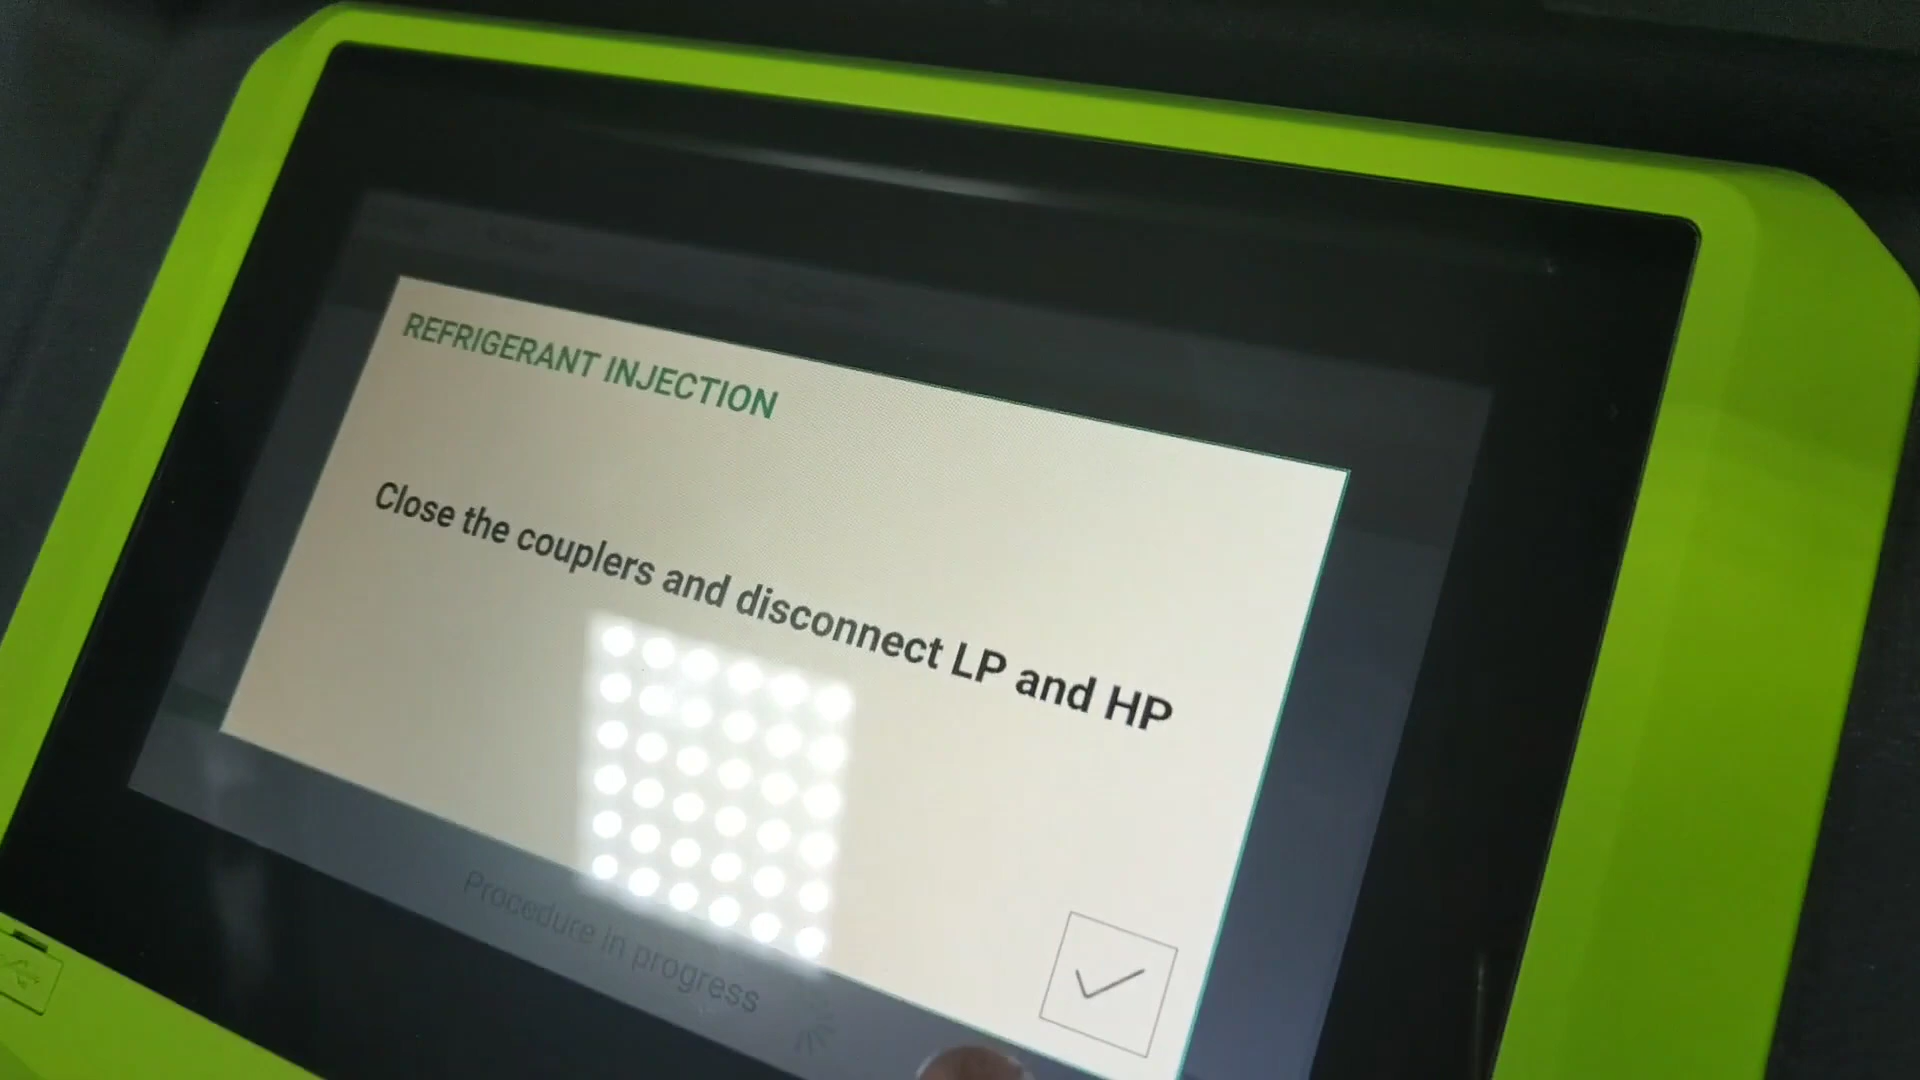 REFRIGERANT INJECTION
Close the couplers and disconnect LP and HP
Procedure in progress